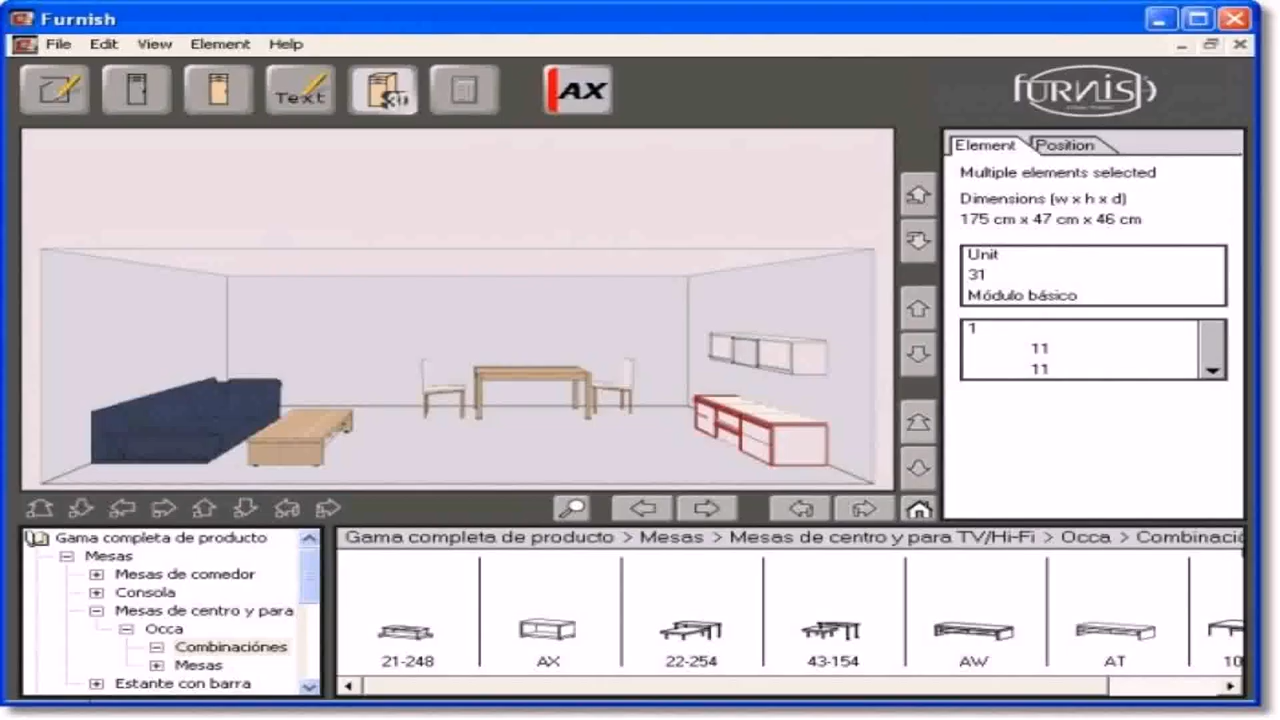 Furnish
File Edit View Element Help
Text
AX
FURNISH
Element Position
Multiple elements selected
Dimensions (w x h x d)
175 cm x 47 cm x 46 cm
Unit
31
Módulo básico
1
11
11
Gama completa de producto
Mesas
Mesas de comedor
Consola
Mesas de centro y para
Occa
Combinaciónes
Mesas
Estante con barra
Gama completa de producto > Mesas > Mesas de centro y para TV/Hi-Fi > Occa > Combinació
21-248 AX 22-254 43-154 AW AT 10